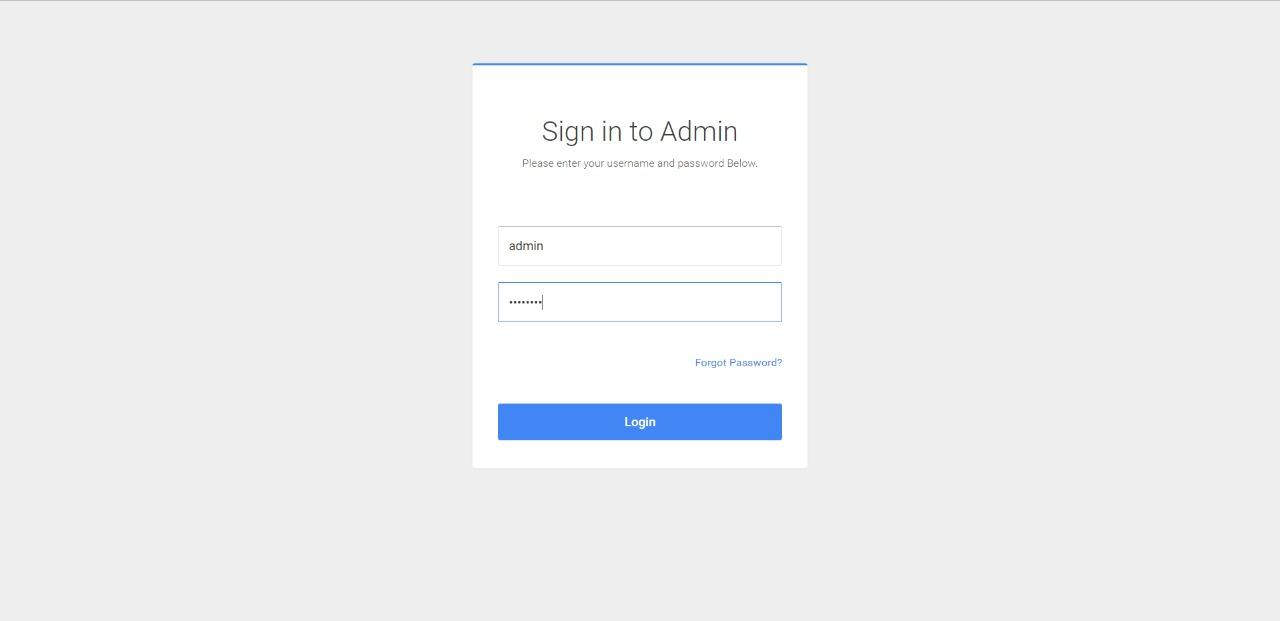 Sign in to Admin
Please enter your username and password Below.
admin
••••••••
Forgot Password?
Login